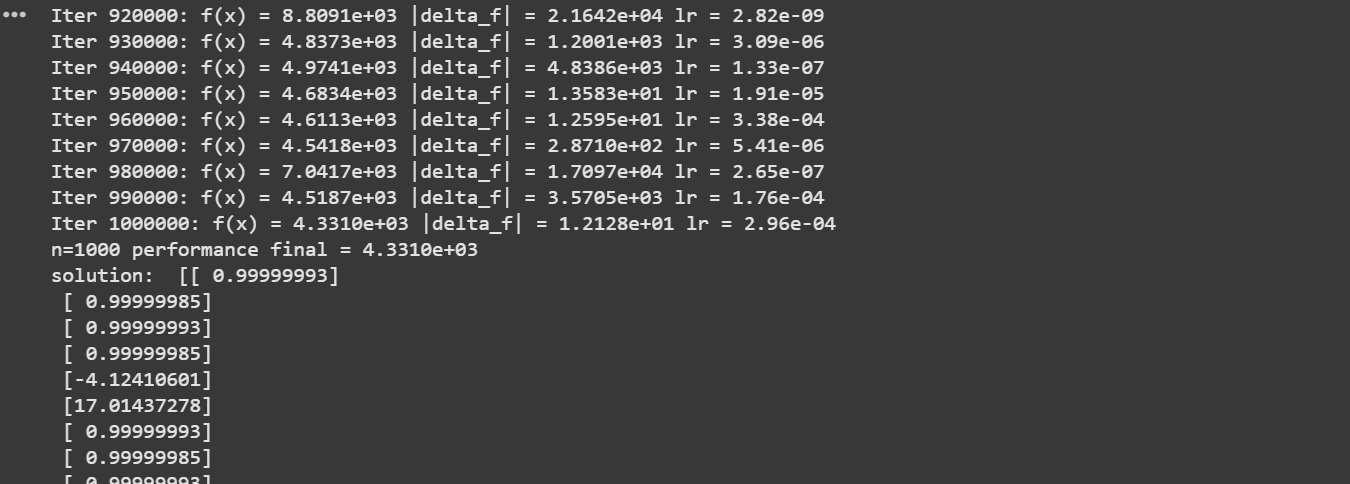 Iter 920000: f(x) = 8.8091e+03 |delta_f| = 2.1642e+04 lr = 2.82e-09
Iter 930000: f(x) = 4.8373e+03 |delta_f| = 1.2001e+03 lr = 3.09e-06
Iter 940000: f(x) = 4.9741e+03 |delta_f| = 4.8386e+03 lr = 1.33e-07
Iter 950000: f(x) = 4.6834e+03 |delta_f| = 1.3583e+01 lr = 1.91e-05
Iter 960000: f(x) = 4.6113e+03 |delta_f| = 1.2595e+01 lr = 3.38e-04
Iter 970000: f(x) = 4.5418e+03 |delta_f| = 2.8710e+02 lr = 5.41e-06
Iter 980000: f(x) = 7.0417e+03 |delta_f| = 1.7097e+04 lr = 2.65e-07
Iter 990000: f(x) = 4.5187e+03 |delta_f| = 3.5705e+03 lr = 1.76e-04
Iter 1000000: f(x) = 4.3310e+03 |delta_f| = 1.2128e+01 lr = 2.96e-04
n=1000 performance final = 4.3310e+03
solution:  [[ 0.99999993]
 [ 0.99999985]
 [ 0.99999993]
 [ 0.99999985]
 [-4.12410601]
 [17.01437278]
 [ 0.99999993]
 [ 0.99999985]
 [ 0.99999993]